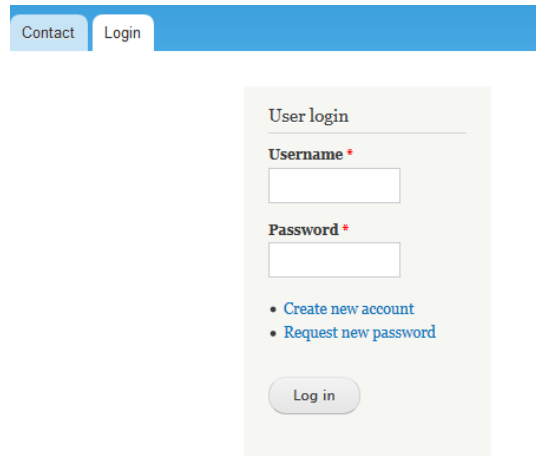 Contact Login
User login
Username *
Password *
• Create new account
• Request new password
Log in